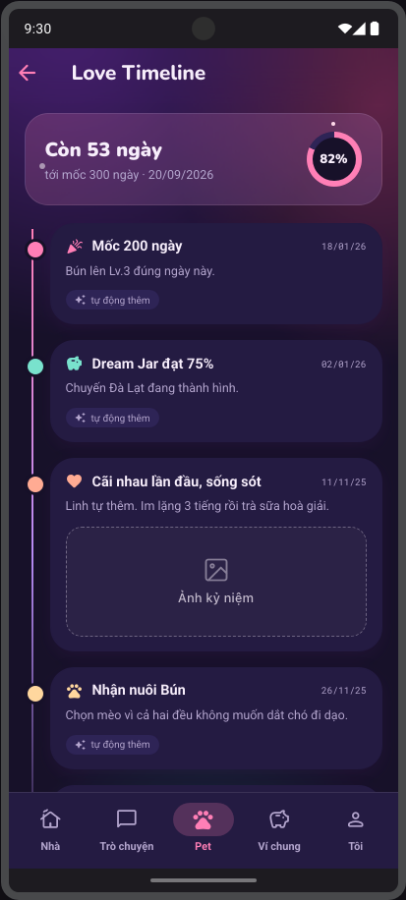 9:30
Love Timeline
Còn 53 ngày
tới mốc 300 ngày · 20/09/2026
82%
Mốc 200 ngày
18/01/26
Bún lên Lv.3 đúng ngày này.
tự động thêm
Dream Jar đạt 75%
02/01/26
Chuyến Đà Lạt đang thành hình.
tự động thêm
Cãi nhau lần đầu, sống sót
11/11/25
Linh tự thêm. Im lặng 3 tiếng rồi trà sữa hoà giải.
Ảnh kỷ niệm
Nhận nuôi Bún
26/11/25
Chọn mèo vì cả hai đều không muốn dắt chó đi dạo.
tự động thêm
Nhà
Trò chuyện
Pet
Ví chung
Tôi